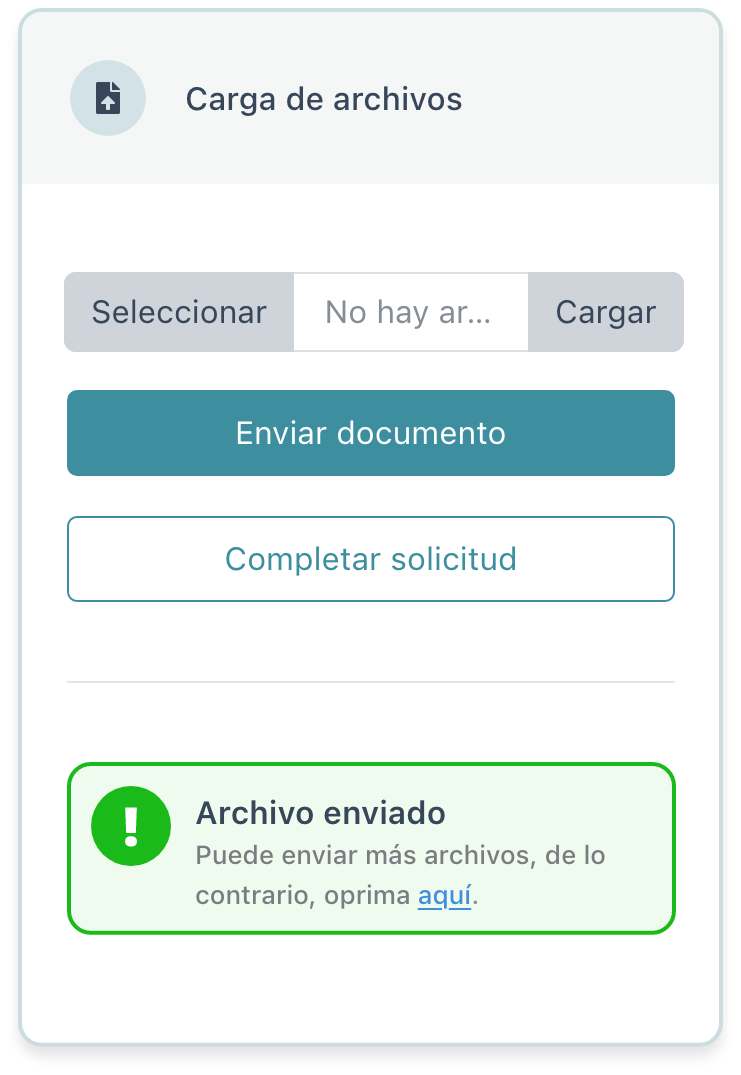 Carga de archivos
Seleccionar No hay ar... Cargar
Enviar documento
Completar solicitud
Archivo enviado
Puede enviar más archivos, de lo
contrario, oprima aquí.